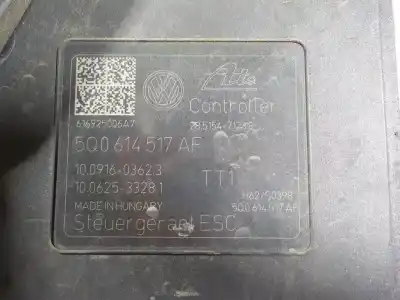 Ate
Controller
5Q0 614 517 AF
10.0916-0362.3
10.0625-3328.1
TT1
MADE IN HUNGARY
5Q0 614 517 AF
Steuergerät ESC